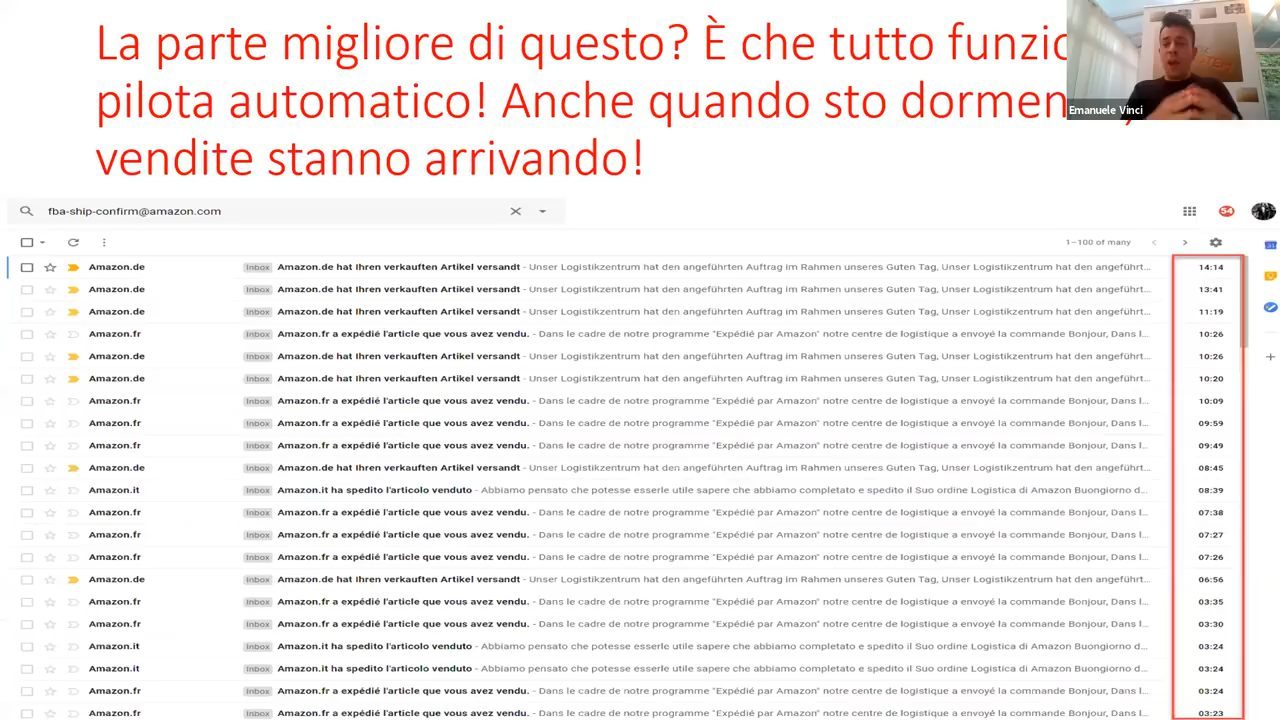 La parte migliore di questo? È che tutto
pilota automatico! Anche quando sto
vendite stanno arrivando!
Emanuele Vinci
fba-ship-confirm@amazon.com
54
1–100 of many
Amazon.de Inbox Amazon.de hat Ihren verkauften Artikel versandt - Unser Logistikzentrum hat den angeführten Auftrag im Rahmen unseres Guten Tag, Unser Logistikzentrum hat den angeführt... 14:14
Amazon.de Inbox Amazon.de hat Ihren verkauften Artikel versandt - Unser Logistikzentrum hat den angeführten Auftrag im Rahmen unseres Guten Tag, Unser Logistikzentrum hat den angeführt... 13:41
Amazon.de Inbox Amazon.de hat Ihren verkauften Artikel versandt - Unser Logistikzentrum hat den angeführten Auftrag im Rahmen unseres Guten Tag, Unser Logistikzentrum hat den angeführt... 11:19
Amazon.fr Inbox Amazon.fr a expédié l'article que vous avez vendu. - Dans le cadre de notre programme "Expédié par Amazon" notre centre de logistique a envoyé la commande Bonjour, Dans l... 10:26
Amazon.de Inbox Amazon.de hat Ihren verkauften Artikel versandt - Unser Logistikzentrum hat den angeführten Auftrag im Rahmen unseres Guten Tag, Unser Logistikzentrum hat den angeführt... 10:26
Amazon.de Inbox Amazon.de hat Ihren verkauften Artikel versandt - Unser Logistikzentrum hat den angeführten Auftrag im Rahmen unseres Guten Tag, Unser Logistikzentrum hat den angeführt... 10:20
Amazon.fr Inbox Amazon.fr a expédié l'article que vous avez vendu. - Dans le cadre de notre programme "Expédié par Amazon" notre centre de logistique a envoyé la commande Bonjour, Dans l... 10:09
Amazon.fr Inbox Amazon.fr a expédié l'article que vous avez vendu. - Dans le cadre de notre programme "Expédié par Amazon" notre centre de logistique a envoyé la commande Bonjour, Dans l... 09:59
Amazon.fr Inbox Amazon.fr a expédié l'article que vous avez vendu. - Dans le cadre de notre programme "Expédié par Amazon" notre centre de logistique a envoyé la commande Bonjour, Dans l... 09:49
Amazon.de Inbox Amazon.de hat Ihren verkauften Artikel versandt - Unser Logistikzentrum hat den angeführten Auftrag im Rahmen unseres Guten Tag, Unser Logistikzentrum hat den angeführt... 08:45
Amazon.it Inbox Amazon.it ha spedito l'articolo venduto - Abbiamo pensato che potesse esserle utile sapere che abbiamo completato e spedito il Suo ordine Logistica di Amazon Buongiorno d... 08:39
Amazon.fr Inbox Amazon.fr a expédié l'article que vous avez vendu. - Dans le cadre de notre programme "Expédié par Amazon" notre centre de logistique a envoyé la commande Bonjour, Dans l... 07:38
Amazon.fr Inbox Amazon.fr a expédié l'article que vous avez vendu. - Dans le cadre de notre programme "Expédié par Amazon" notre centre de logistique a envoyé la commande Bonjour, Dans l... 07:27
Amazon.fr Inbox Amazon.fr a expédié l'article que vous avez vendu. - Dans le cadre de notre programme "Expédié par Amazon" notre centre de logistique a envoyé la commande Bonjour, Dans l... 07:26
Amazon.de Inbox Amazon.de hat Ihren verkauften Artikel versandt - Unser Logistikzentrum hat den angeführten Auftrag im Rahmen unseres Guten Tag, Unser Logistikzentrum hat den angeführt... 06:56
Amazon.fr Inbox Amazon.fr a expédié l'article que vous avez vendu. - Dans le cadre de notre programme "Expédié par Amazon" notre centre de logistique a envoyé la commande Bonjour, Dans l... 03:35
Amazon.fr Inbox Amazon.fr a expédié l'article que vous avez vendu. - Dans le cadre de notre programme "Expédié par Amazon" notre centre de logistique a envoyé la commande Bonjour, Dans l... 03:30
Amazon.it Inbox Amazon.it ha spedito l'articolo venduto - Abbiamo pensato che potesse esserle utile sapere che abbiamo completato e spedito il Suo ordine Logistica di Amazon Buongiorno d... 03:24
Amazon.it Inbox Amazon.it ha spedito l'articolo venduto - Abbiamo pensato che potesse esserle utile sapere che abbiamo completato e spedito il Suo ordine Logistica di Amazon Buongiorno d... 03:24
Amazon.fr Inbox Amazon.fr a expédié l'article que vous avez vendu. - Dans le cadre de notre programme "Expédié par Amazon" notre centre de logistique a envoyé la commande Bonjour, Dans l... 03:24
Amazon.fr Inbox Amazon.fr a expédié l'article que vous avez vendu. - Dans le cadre de notre programme "Expédié par Amazon" notre centre de logistique a envoyé la commande Bonjour, Dans l... 03:23